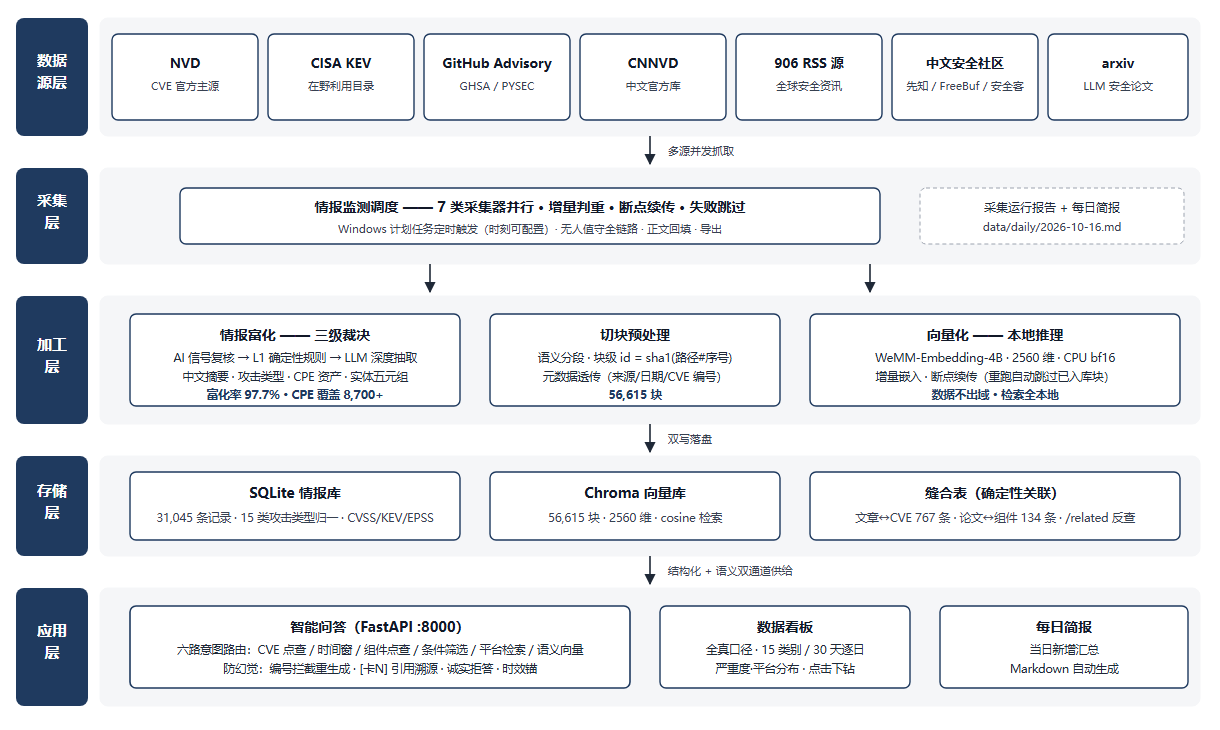 数据
源层
NVD
CVE 官方主源
CISA KEV
在野利用目录
GitHub Advisory
GHSA / PYSEC
CNNVD
中文官方库
906 RSS 源
全球安全资讯
中文安全社区
先知 / FreeBuf / 安全客
arxiv
LLM 安全论文
多源并发抓取
采集
层
情报监测调度 —— 7 类采集器并行 • 增量判重 • 断点续传 • 失败跳过
Windows 计划任务定时触发（时刻可配置）· 无人值守全链路 · 正文回填 · 导出
采集运行报告 + 每日简报
data/daily/2026-10-16.md
加工
层
情报富化 —— 三级裁决
AI 信号复核 → L1 确定性规则 → LLM 深度抽取
中文摘要 · 攻击类型 · CPE 资产 · 实体五元组
富化率 97.7% • CPE 覆盖 8,700+
切块预处理
语义分段 · 块级 id = sha1(路径#序号)
元数据透传（来源/日期/CVE 编号）
56,615 块
向量化 —— 本地推理
WeMM-Embedding-4B · 2560 维 · CPU bf16
增量嵌入 · 断点续传（重跑自动跳过已入库块）
数据不出域 • 检索全本地
双写落盘
存储
层
SQLite 情报库
31,045 条记录 · 15 类攻击类型归一 · CVSS/KEV/EPSS
Chroma 向量库
56,615 块 · 2560 维 · cosine 检索
缝合表（确定性关联）
文章↔CVE 767 条 · 论文↔组件 134 条 · /related 反查
结构化 + 语义双通道供给
应用
层
智能问答（FastAPI :8000）
六路意图路由：CVE 点查 / 时间窗 / 组件点查 / 条件筛选 / 平台检索 / 语义向量
防幻觉：编号拦截重生成 · [卡N] 引用溯源 · 诚实拒答 · 时效锚
数据看板
全真口径 · 15 类别 / 30 天逐日
严重度·平台分布 · 点击下钻
每日简报
当日新增汇总
Markdown 自动生成